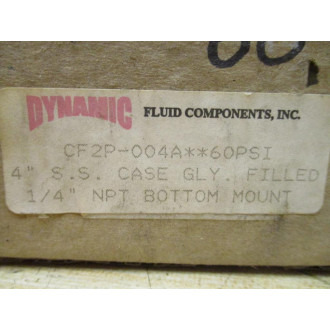 DYNAMIC FLUID COMPONENTS, INC.
CF2P-004A**60PSI
4" S.S. CASE GLY. FILLED
1/4" NPT BOTTOM MOUNT